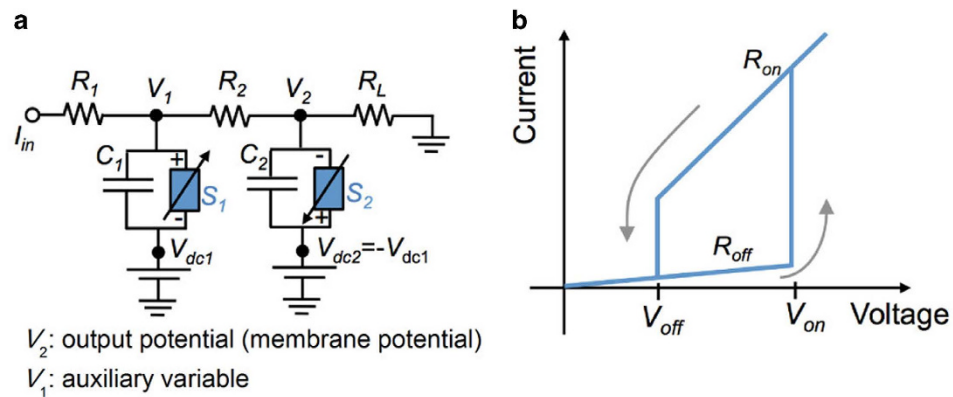 a
R1 V1 R2 V2 RL
Iin
C1 + S1 -
C2 - S2 +
Vdc1
Vdc2=-Vdc1
V2: output potential (membrane potential)
V1: auxiliary variable
b
Current
Ron
Roff
Voff
Von
Voltage